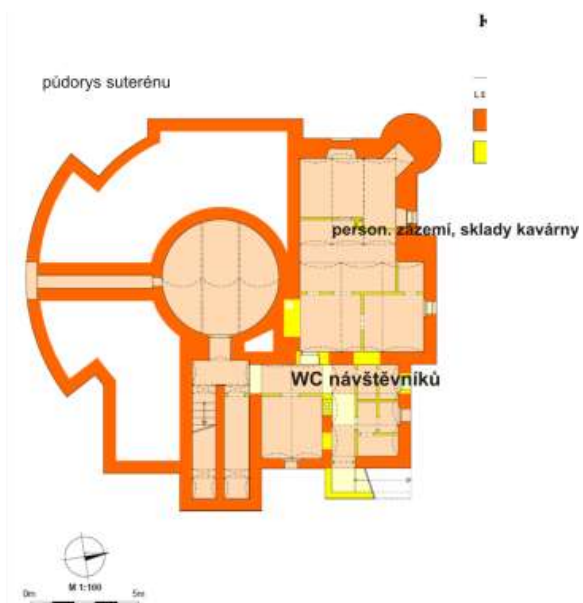 půdorys suterénu
person. zázemí, sklady kavárny
WC návštěvníků
M 1:100
0m
5m